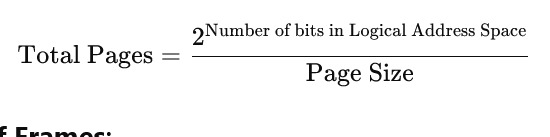 Total Pages = 2^Number of bits in Logical Address Space / Page Size
f Frames: